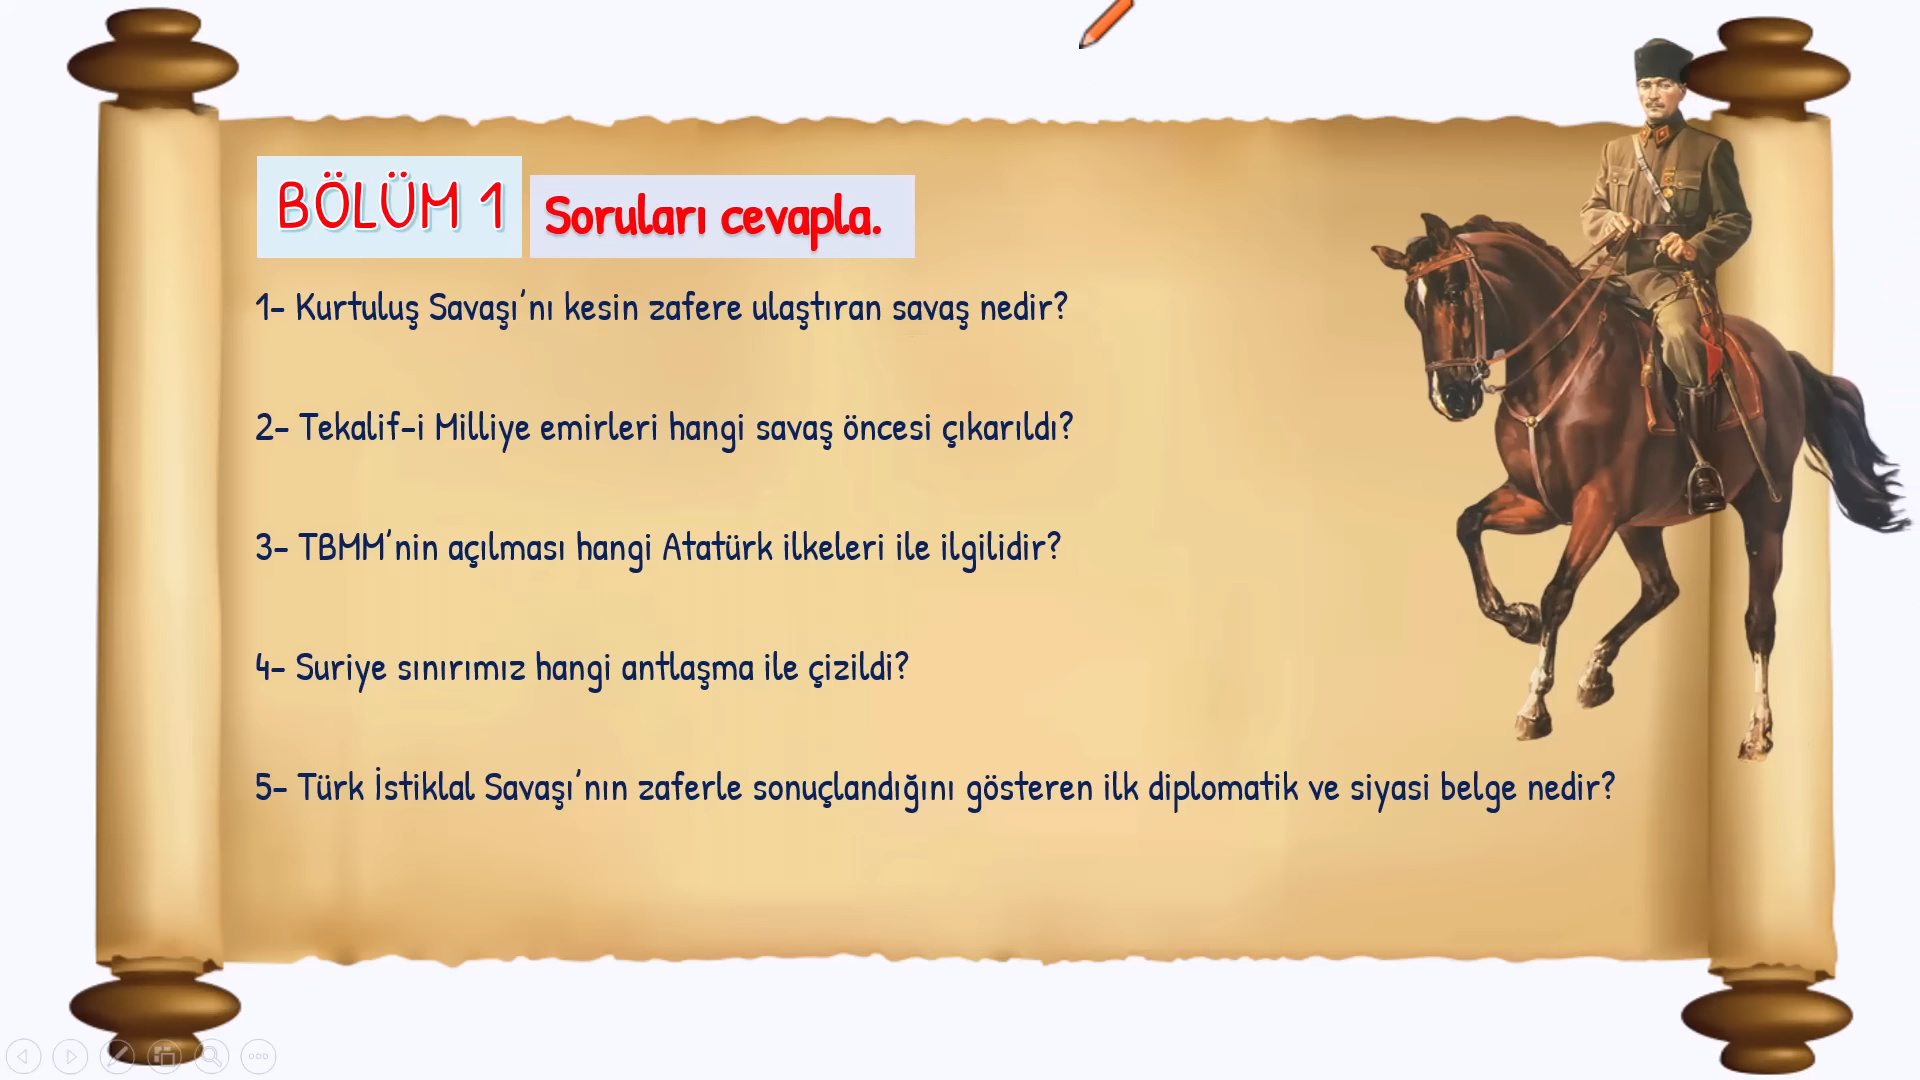 BÖLÜM 1 Soruları cevapla.
1- Kurtuluş Savaşı'nı kesin zafere ulaştıran savaş nedir?
2- Tekalif-i Milliye emirleri hangi savaş öncesi çıkarıldı?
3- TBMM'nin açılması hangi Atatürk ilkeleri ile ilgilidir?
4- Suriye sınırımız hangi antlaşma ile çizildi?
5- Türk İstiklal Savaşı'nın zaferle sonuçlandığını gösteren ilk diplomatik ve siyasi belge nedir?